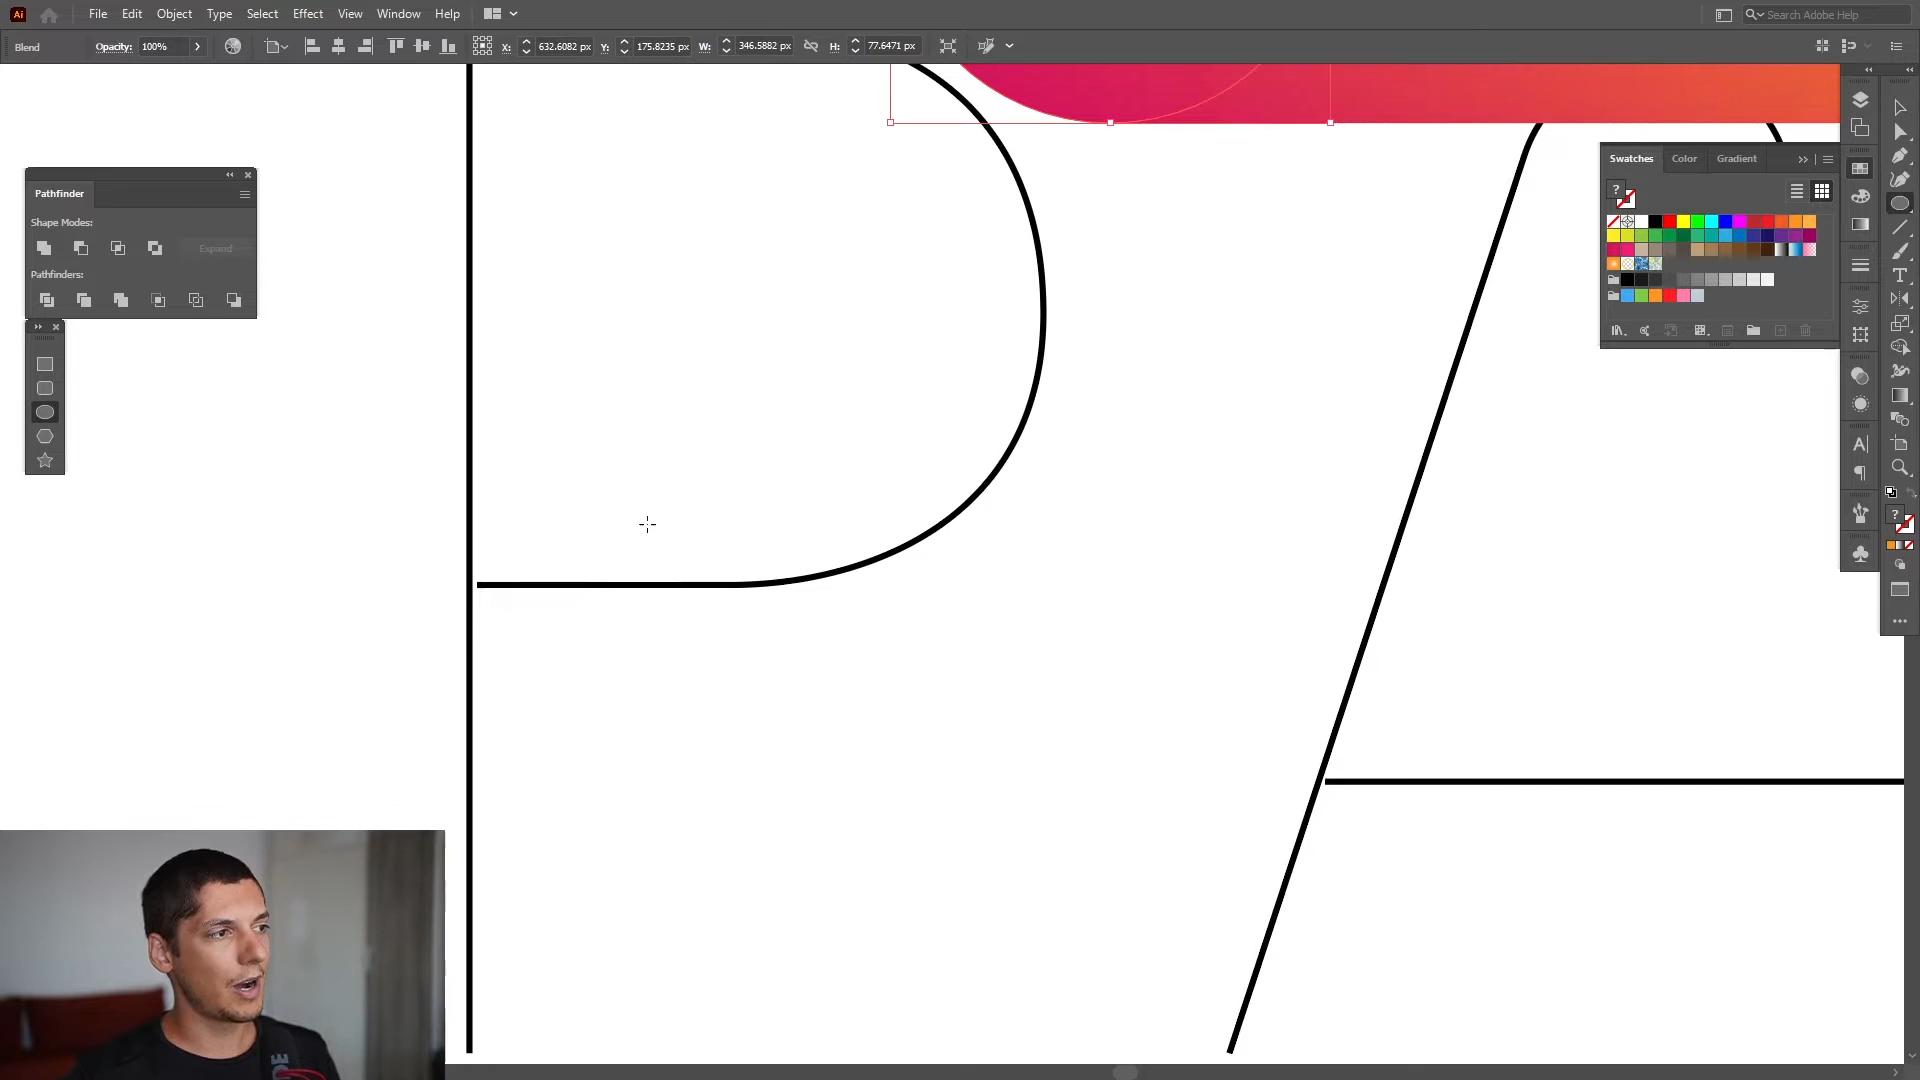 Ai File Edit Object Type Select Effect View Window Help Search Adobe Help
Blend Opacity: 100% X: 632.6082 px Y: 175.8235 px W: 346.5882 px H: 77.6471 px
Pathfinder
Shape Modes:
Expand
Pathfinders:
Swatches Color Gradient